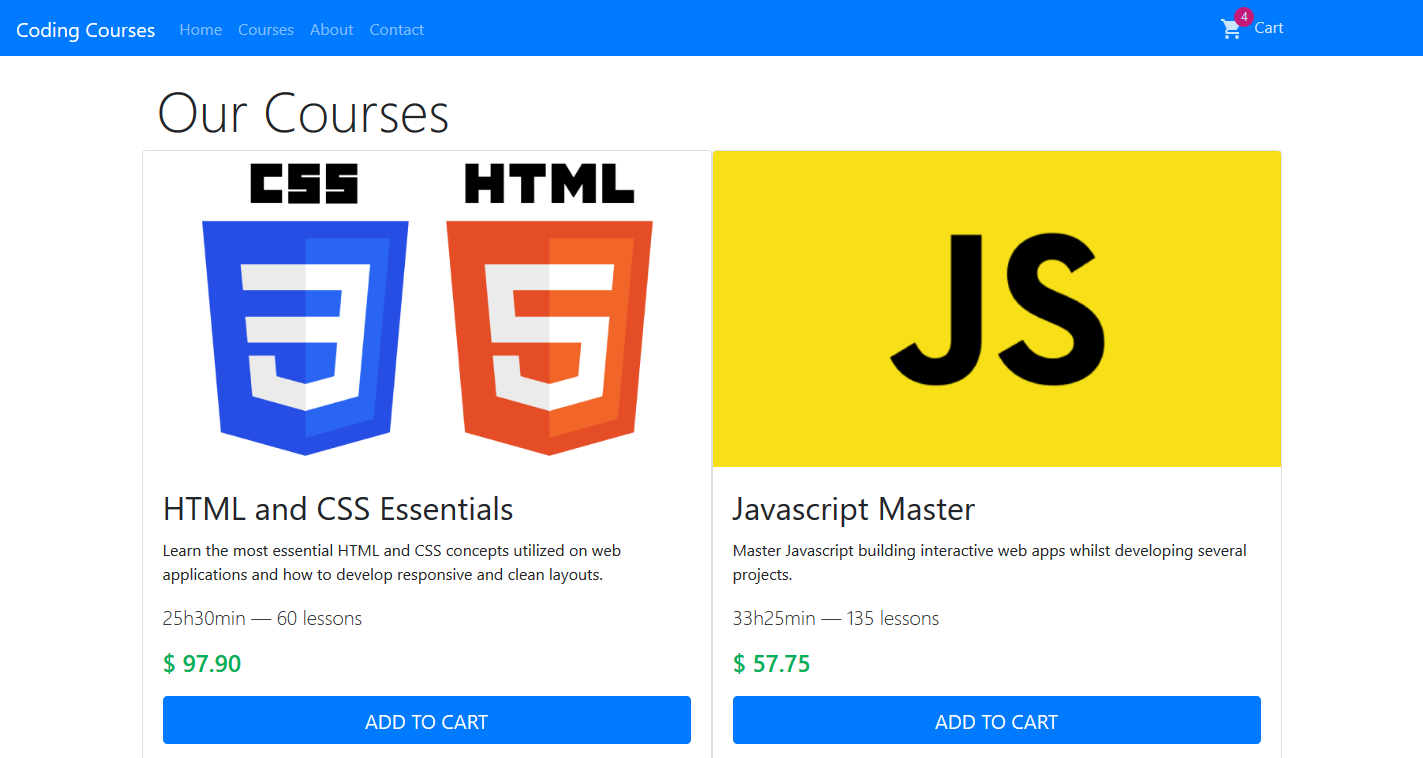 Coding Courses Home Courses About Contact 4 Cart
Our Courses
CSS HTML
3 5
JS
HTML and CSS Essentials
Learn the most essential HTML and CSS concepts utilized on web
applications and how to develop responsive and clean layouts.
25h30min — 60 lessons
$ 97.90
ADD TO CART
Javascript Master
Master Javascript building interactive web apps whilst developing several
projects.
33h25min — 135 lessons
$ 57.75
ADD TO CART